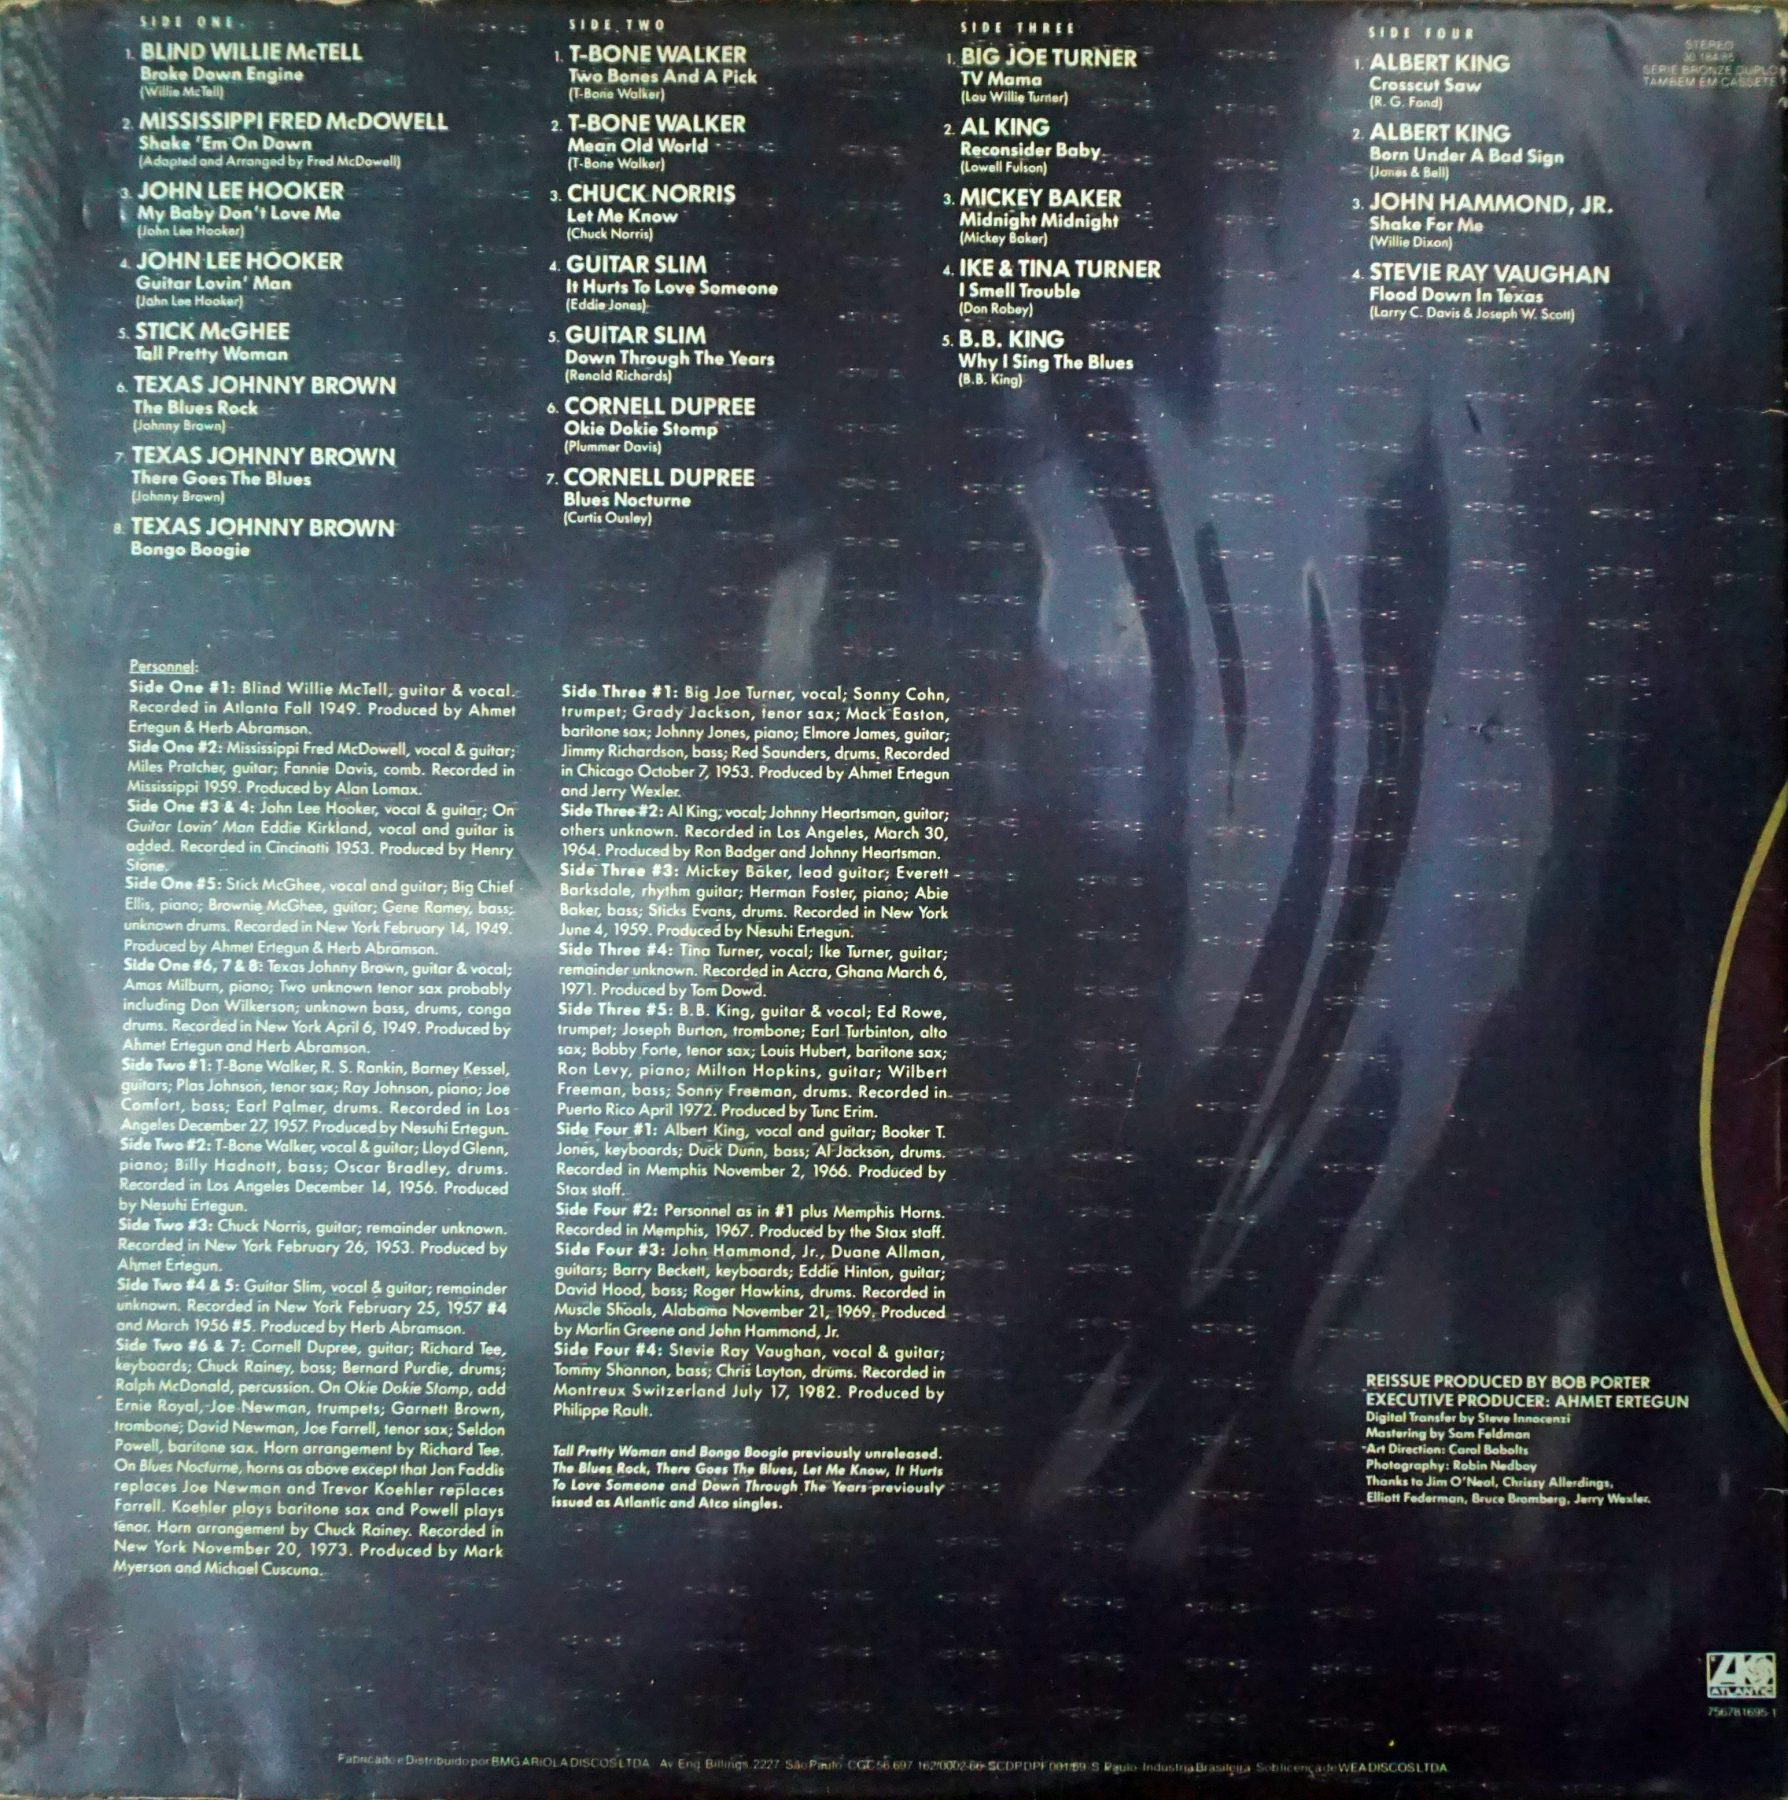 SIDE ONE
1. BLIND WILLIE McTELL
Broke Down Engine
(Willie McTell)
2. MISSISSIPPI FRED McDOWELL
Shake 'Em On Down
(Adapted and Arranged by Fred McDowell)
3. JOHN LEE HOOKER
My Baby Don't Love Me
(John Lee Hooker)
4. JOHN LEE HOOKER
Guitar Lovin' Man
(John Lee Hooker)
5. STICK McGHEE
Tall Pretty Woman
6. TEXAS JOHNNY BROWN
The Blues Rock
(Johnny Brown)
7. TEXAS JOHNNY BROWN
There Goes The Blues
(Johnny Brown)
8. TEXAS JOHNNY BROWN
Bongo Boogie
SIDE TWO
1. T-BONE WALKER
Two Bones And A Pick
(T-Bone Walker)
2. T-BONE WALKER
Mean Old World
(T-Bone Walker)
3. CHUCK NORRIS
Let Me Know
(Chuck Norris)
4. GUITAR SLIM
It Hurts To Love Someone
(Eddie Jones)
5. GUITAR SLIM
Down Through The Years
(Renald Richards)
6. CORNELL DUPREE
Okie Dokie Stomp
(Plummer Davis)
7. CORNELL DUPREE
Blues Nocturne
(Curtis Ousley)
SIDE THREE
1. BIG JOE TURNER
TV Mama
(Lou Willie Turner)
2. AL KING
Reconsider Baby
(Lowell Fulson)
3. MICKEY BAKER
Midnight Midnight
(Mickey Baker)
4. IKE & TINA TURNER
I Smell Trouble
(Don Robey)
5. B.B. KING
Why I Sing The Blues
(B.B. King)
SIDE FOUR
1. ALBERT KING
Crosscut Saw
(R. G. Ford)
2. ALBERT KING
Born Under A Bad Sign
(Jones & Bell)
3. JOHN HAMMOND, JR.
Shake For Me
(Willie Dixon)
4. STEVIE RAY VAUGHAN
Flood Down In Texas
(Larry C. Davis & Joseph W. Scott)
STEREO
30.164.85
SÉRIE BRONZE DUPLO
TAMBÉM EM CASSETE
Personnel:
Side One #1: Blind Willie McTell, guitar & vocal.
Recorded in Atlanta Fall 1949. Produced by Ahmet
Ertegun & Herb Abramson.
Side One #2: Mississippi Fred McDowell, vocal & guitar;
Miles Pratcher, guitar; Fannie Davis, comb. Recorded in
Mississippi 1959. Produced by Alan Lomax.
Side One #3 & 4: John Lee Hooker, vocal & guitar; On
Guitar Lovin' Man Eddie Kirkland, vocal and guitar is
added. Recorded in Cincinatti 1953. Produced by Henry
Stone.
Side One #5: Stick McGhee, vocal and guitar; Big Chief
Ellis, piano; Brownie McGhee, guitar; Gene Ramey, bass;
unknown drums. Recorded in New York February 14, 1949.
Produced by Ahmet Ertegun & Herb Abramson.
Side One #6, 7 & 8: Texas Johnny Brown, guitar & vocal;
Amos Milburn, piano; Two unknown tenor sax probably
including Don Wilkerson; unknown bass, drums, conga
drums. Recorded in New York April 6, 1949. Produced by
Ahmet Ertegun and Herb Abramson.
Side Two #1: T-Bone Walker, R. S. Rankin, Barney Kessel,
guitars; Plas Johnson, tenor sax; Ray Johnson, piano; Joe
Comfort, bass; Earl Palmer, drums. Recorded in Los
Angeles December 27, 1957. Produced by Nesuhi Ertegun.
Side Two #2: T-Bone Walker, vocal & guitar; Lloyd Glenn,
piano; Billy Hadnott, bass; Oscar Bradley, drums.
Recorded in Los Angeles December 14, 1956. Produced
by Nesuhi Ertegun.
Side Two #3: Chuck Norris, guitar; remainder unknown.
Recorded in New York February 26, 1953. Produced by
Ahmet Ertegun.
Side Two #4 & 5: Guitar Slim, vocal & guitar; remainder
unknown. Recorded in New York February 25, 1957 #4
and March 1956 #5. Produced by Herb Abramson.
Side Two #6 & 7: Cornell Dupree, guitar; Richard Tee,
keyboards; Chuck Rainey, bass; Bernard Purdie, drums;
Ralph McDonald, percussion. On Okie Dokie Stomp, add
Ernie Royal, Joe Newman, trumpets; Garnett Brown,
trombone; David Newman, Joe Farrell, tenor sax; Seldon
Powell, baritone sax. Horn arrangement by Richard Tee.
On Blues Nocturne, horns as above except that Jon Faddis
replaces Joe Newman and Trevor Koehler replaces
Farrell. Koehler plays baritone sax and Powell plays
tenor. Horn arrangement by Chuck Rainey. Recorded in
New York November 20, 1973. Produced by Mark
Myerson and Michael Cuscuna.
Side Three #1: Big Joe Turner, vocal; Sonny Cohn,
trumpet; Grady Jackson, tenor sax; Mack Easton,
baritone sax; Johnny Jones, piano; Elmore James, guitar;
Jimmy Richardson, bass; Red Saunders, drums. Recorded
in Chicago October 7, 1953. Produced by Ahmet Ertegun
and Jerry Wexler.
Side Three #2: Al King, vocal; Johnny Heartsman, guitar;
others unknown. Recorded in Los Angeles, March 30,
1964. Produced by Ron Badger and Johnny Heartsman.
Side Three #3: Mickey Baker, lead guitar; Everett
Barksdale, rhythm guitar; Herman Foster, piano; Abie
Baker, bass; Sticks Evans, drums. Recorded in New York
June 4, 1959. Produced by Nesuhi Ertegun.
Side Three #4: Tina Turner, vocal; Ike Turner, guitar;
remainder unknown. Recorded in Accra, Ghana March 6,
1971. Produced by Tom Dowd.
Side Three #5: B.B. King, guitar & vocal; Ed Rowe,
trumpet; Joseph Burton, trombone; Earl Turbinton, alto
sax; Bobby Forte, tenor sax; Louis Hubert, baritone sax;
Ron Levy, piano; Milton Hopkins, guitar; Wilbert
Freeman, bass; Sonny Freeman, drums. Recorded in
Puerto Rico April 1972. Produced by Tunc Erim.
Side Four #1: Albert King, vocal and guitar; Booker T.
Jones, keyboards; Duck Dunn, bass; Al Jackson, drums.
Recorded in Memphis November 2, 1966. Produced by
Stax staff.
Side Four #2: Personnel as in #1 plus Memphis Horns.
Recorded in Memphis, 1967. Produced by the Stax staff.
Side Four #3: John Hammond, Jr., Duane Allman,
guitars; Barry Beckett, keyboards; Eddie Hinton, guitar;
David Hood, bass; Roger Hawkins, drums. Recorded in
Muscle Shoals, Alabama November 21, 1969. Produced
by Marlin Greene and John Hammond, Jr.
Side Four #4: Stevie Ray Vaughan, vocal & guitar;
Tommy Shannon, bass; Chris Layton, drums. Recorded in
Montreux Switzerland July 17, 1982. Produced by
Philippe Rault.
Tall Pretty Woman and Bongo Boogie previously unreleased.
The Blues Rock, There Goes The Blues, Let Me Know, It Hurts
To Love Someone and Down Through The Years previously
issued as Atlantic and Atco singles.
REISSUE PRODUCED BY BOB PORTER
EXECUTIVE PRODUCER: AHMET ERTEGUN
Digital Transfer by Steve Innocenzi
Mastering by Sam Feldman
Art Direction: Carol Bobolts
Photography: Robin Nedboy
Thanks to Jim O'Neal, Chrissy Allerdings,
Elliott Federman, Bruce Bromberg, Jerry Wexler.
ATLANTIC
756781695-1
Fabricado e Distribuido por BMG ARIOLA DISCOS LTDA Av. Eng. Billings, 2227 São Paulo CGC 56.697.162/0002-66 SCDP DPF 001/69 S. Paulo Industria Brasileira Sob licença de WEA DISCOS LTDA